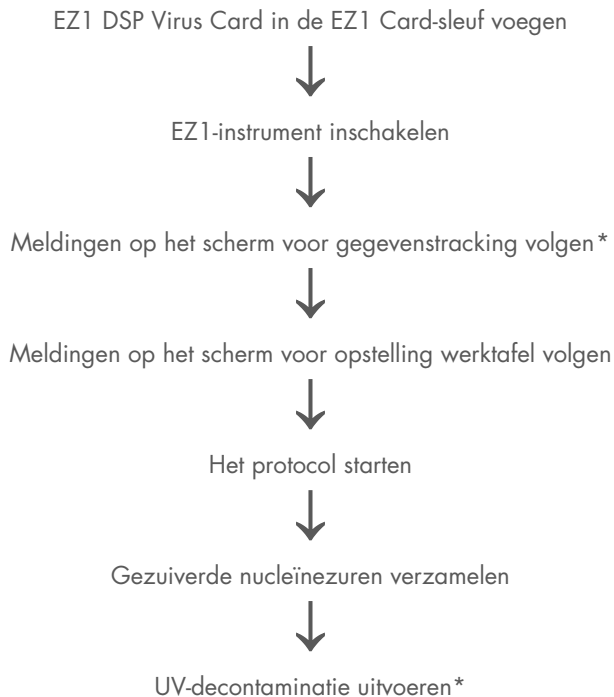 EZ1 DSP Virus Card in de EZ1 Card-sleuf voegen
EZ1-instrument inschakelen
Meldingen op het scherm voor gegevenstracking volgen*
Meldingen op het scherm voor opstelling werktafel volgen
Het protocol starten
Gezuiverde nucleïnezuren verzamelen
UV-decontaminatie uitvoeren*